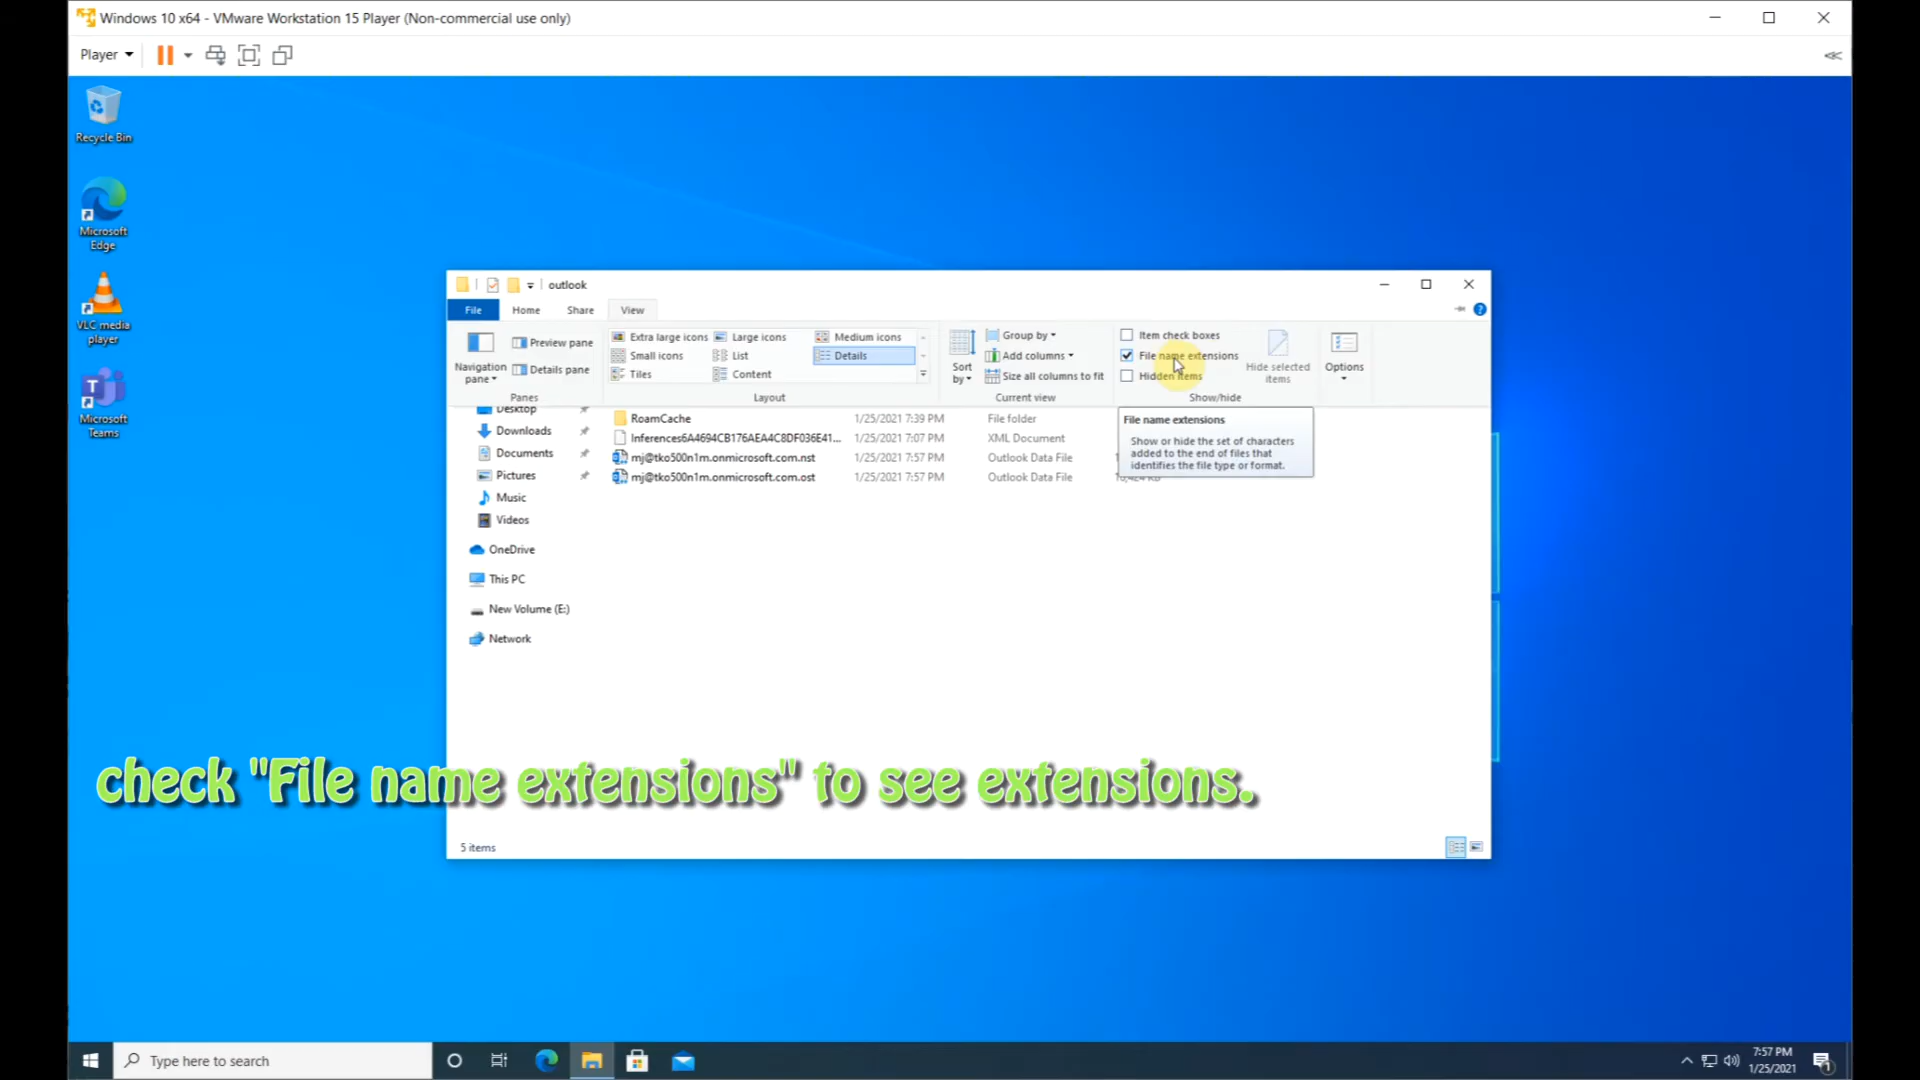 Windows 10 x64 - VMware Workstation 15 Player (Non-commercial use only)
Player
Recycle Bin
Microsoft
Edge
VLC media
player
Microsoft
Teams
outlook
File Home Share View
Navigation
pane
Preview pane
Details pane
Panes
Extra large icons Large icons Medium icons
Small icons List Details
Tiles Content
Layout
Sort
by
Group by
Add columns
Size all columns to fit
Current view
Item check boxes
File name extensions
Hidden items
Hide selected
items
Show/hide
Options
Desktop
Downloads
Documents
Pictures
Music
Videos
OneDrive
This PC
New Volume (E:)
Network
RoamCache 1/25/2021 7:39 PM File folder
Inferences6A4694CB176AEA4C8DF036E41... 1/25/2021 7:07 PM XML Document
mj@tko500n1m.onmicrosoft.com.nst 1/25/2021 7:57 PM Outlook Data File
mj@tko500n1m.onmicrosoft.com.ost 1/25/2021 7:57 PM Outlook Data File
File name extensions
Show or hide the set of characters
added to the end of files that
identifies the file type or format.
check "File name extensions" to see extensions.
5 items
Type here to search
7:57 PM
1/25/2021
1